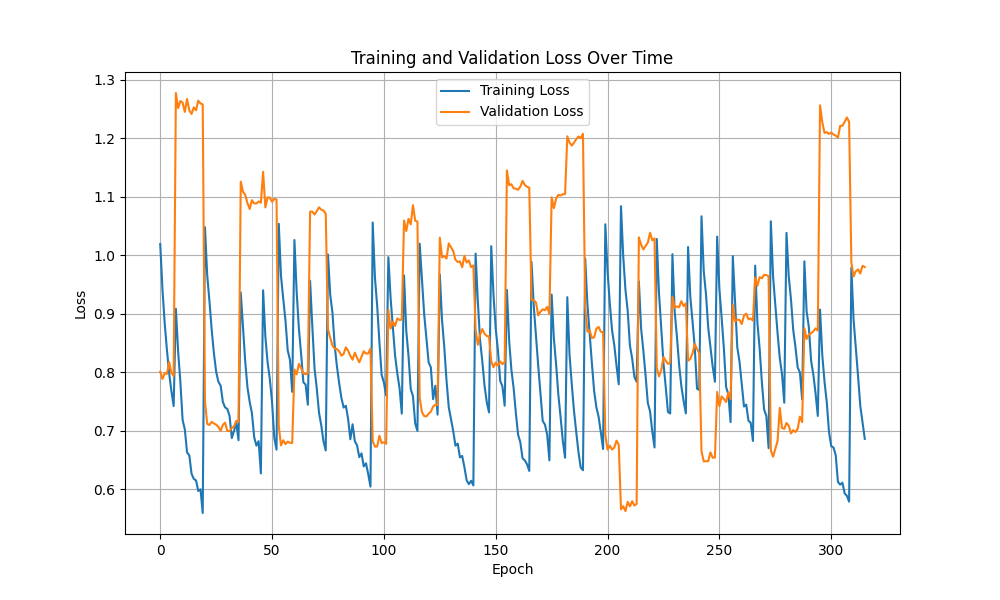 Training and Validation Loss Over Time
Training Loss
Validation Loss
1.3
1.2
1.1
1.0
0.9
0.8
0.7
0.6
Loss
0 50 100 150 200 250 300
Epoch